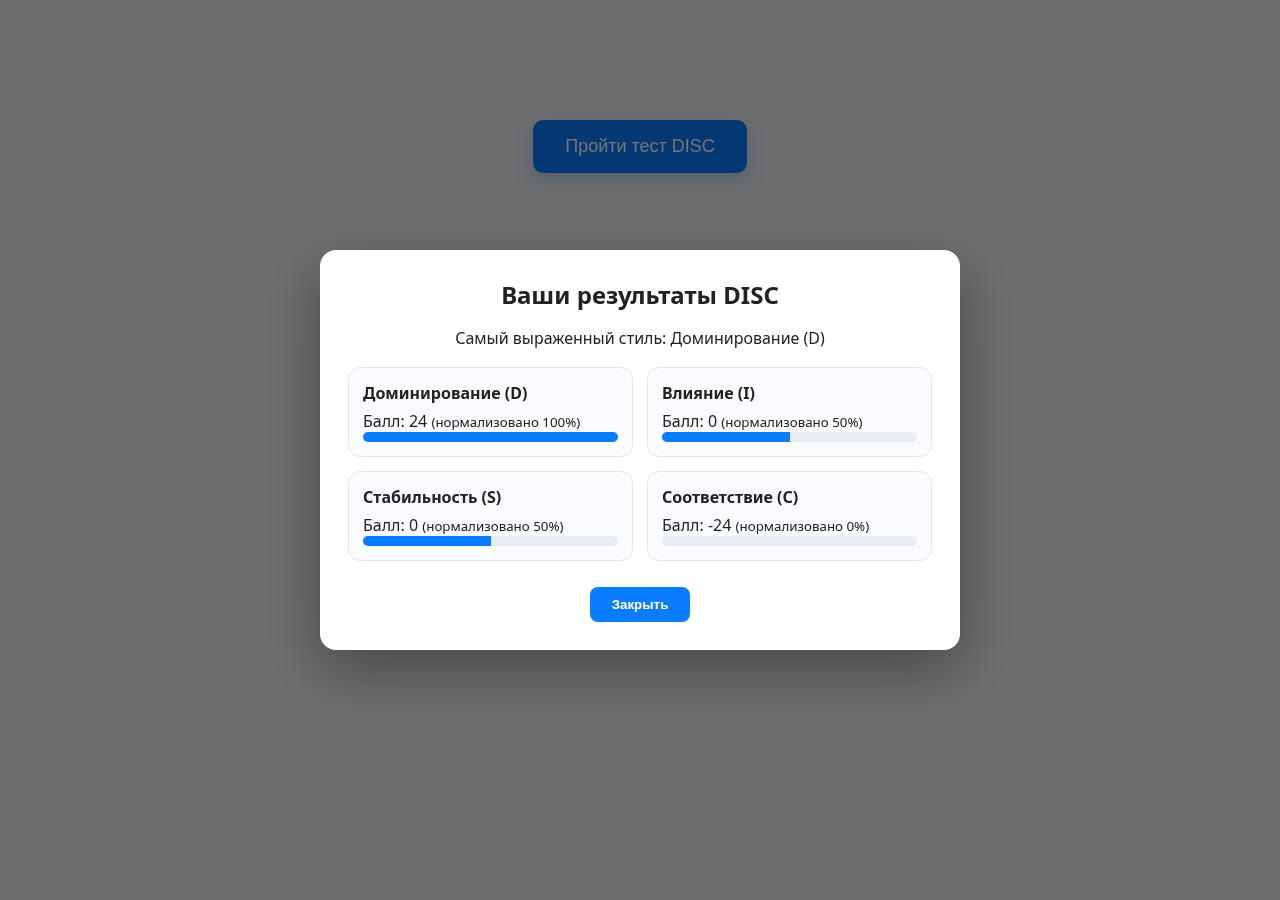 Пройти тест DISC
Ваши результаты DISC
Самый выраженный стиль: Доминирование (D)
Доминирование (D)
Балл: 24 (нормализовано 100%)
Влияние (I)
Балл: 0 (нормализовано 50%)
Стабильность (S)
Балл: 0 (нормализовано 50%)
Соответствие (C)
Балл: -24 (нормализовано 0%)
Закрыть